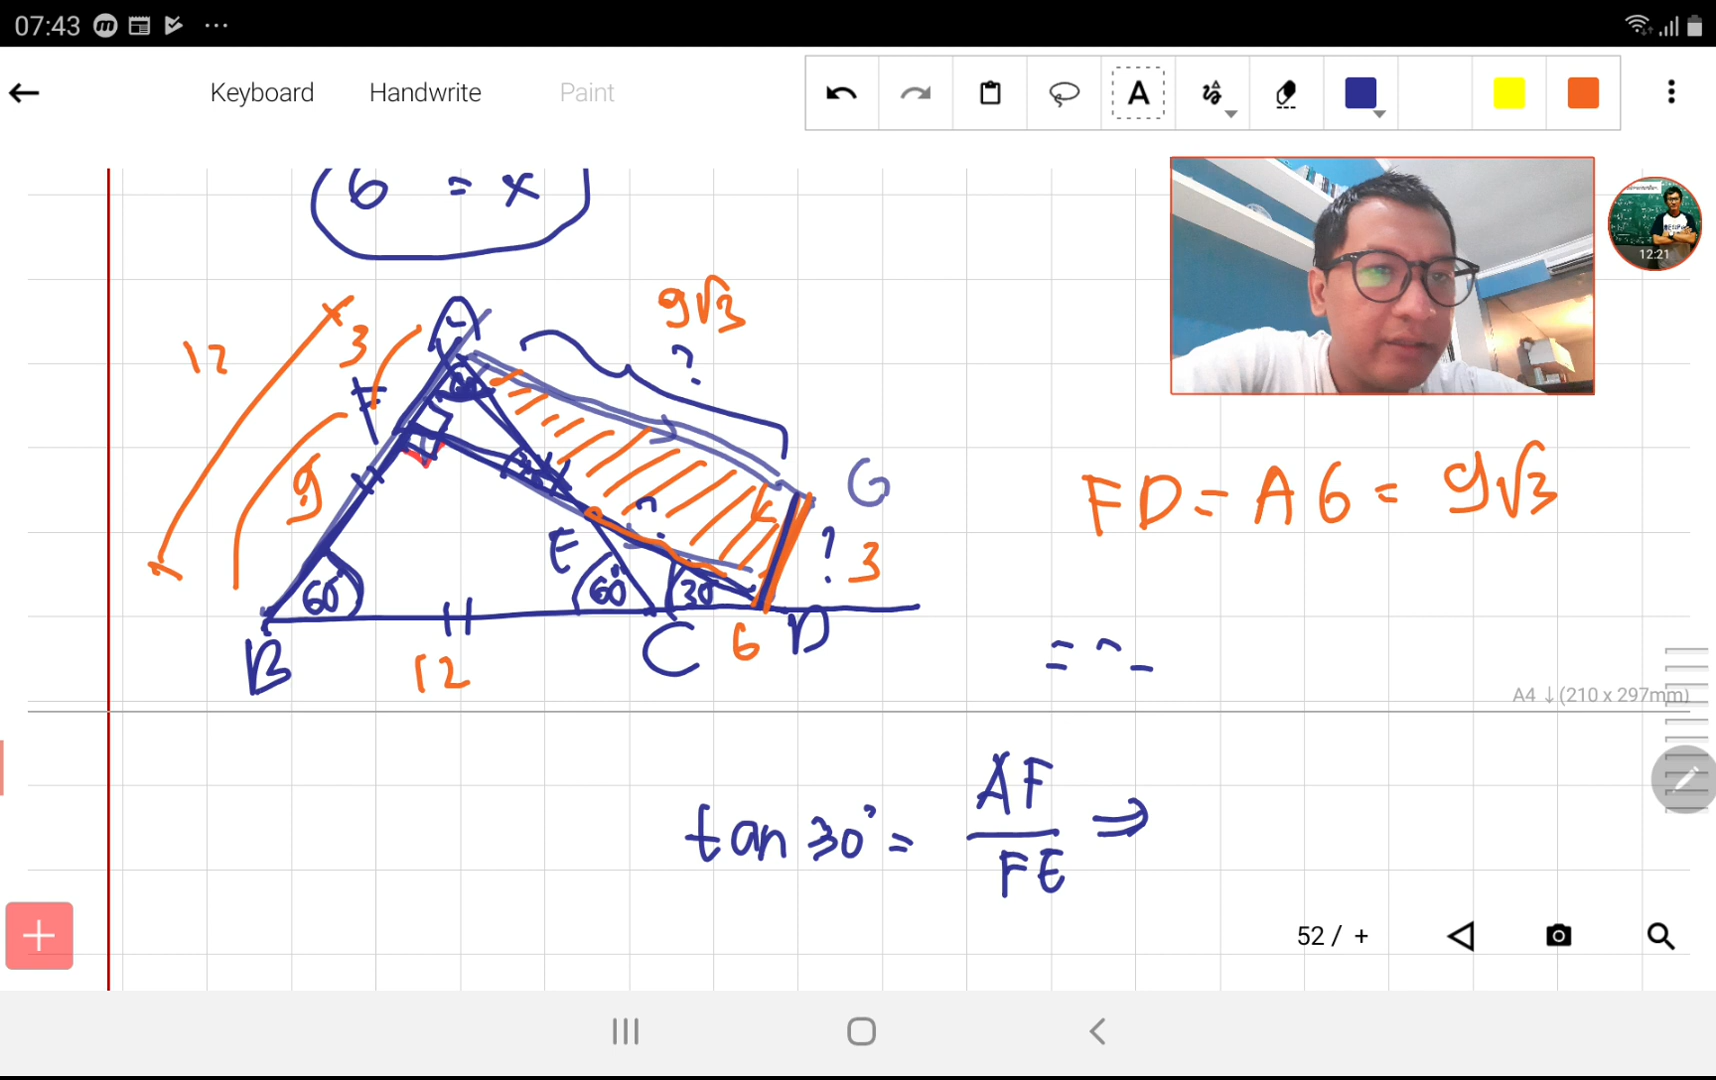 07:43
Keyboard Handwrite Paint
A
12:21
6 = x
9√3
?
12
3
A
F
9
G
E
? 3
60° 60° 30°
B
12
C
6
D
FD = AG = 9√3
A4 ↓(210 x 297mm)
tan 30° = AF / FE ⇒
52 / +